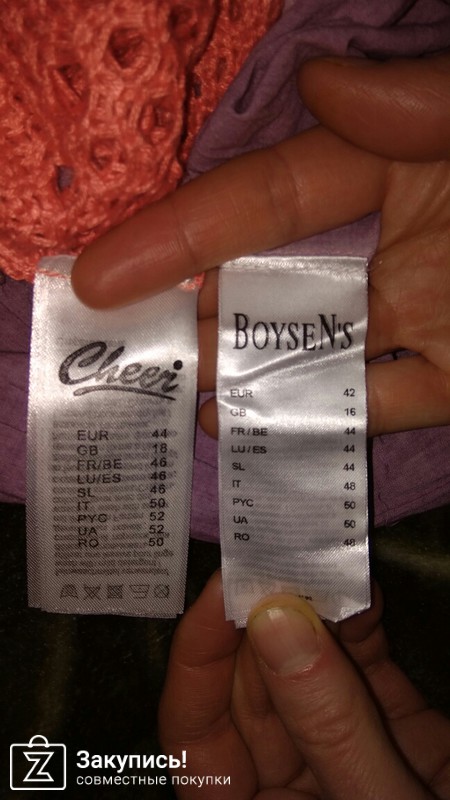 Cheer
EUR 44
GB 18
FR/BE 46
LU/ES 46
SL 46
IT 50
РУС 52
UA 52
RO 50
BOYSEN'S
EUR 42
GB 16
FR/BE 44
LU/ES 44
SL 44
IT 48
РУС 50
UA 50
RO 48
Закупись!
совместные покупки